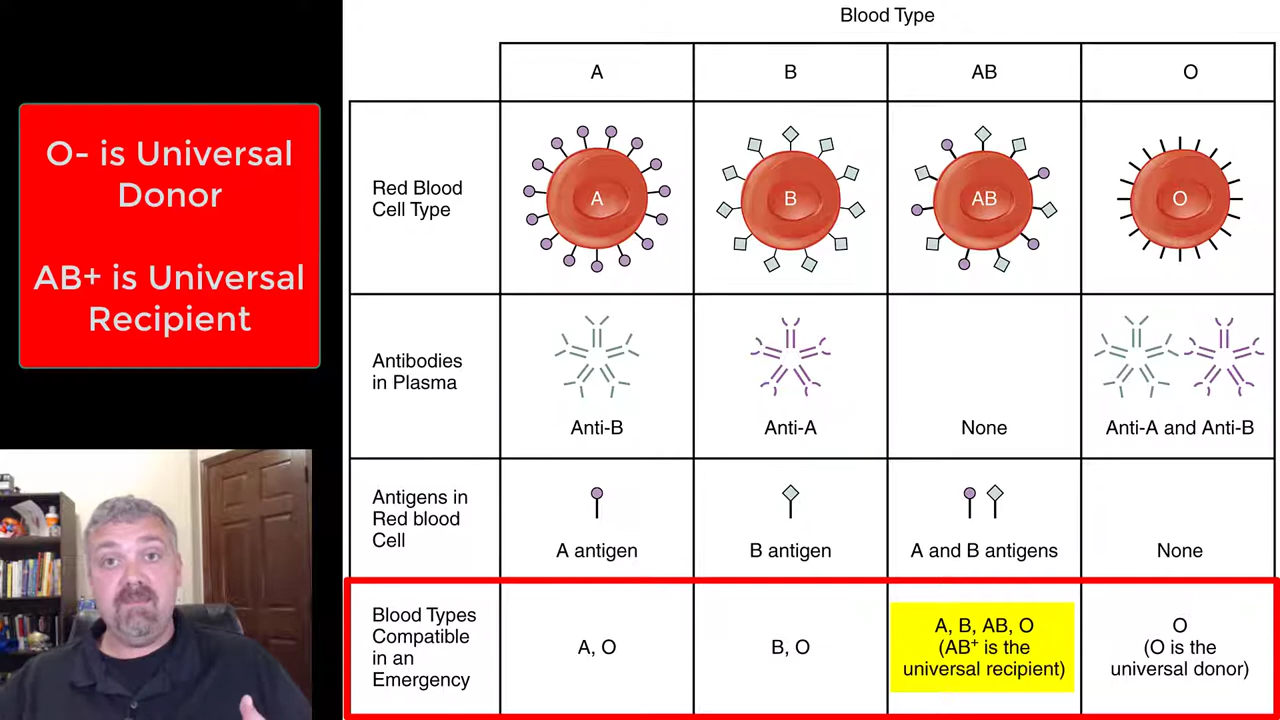 Blood Type
O- is Universal
Donor
AB+ is Universal
Recipient
A
B
AB
O
Red Blood
Cell Type
A
B
AB
O
Antibodies
in Plasma
Anti-B
Anti-A
None
Anti-A and Anti-B
Antigens in
Red blood
Cell
A antigen
B antigen
A and B antigens
None
Blood Types
Compatible
in an
Emergency
A, O
B, O
A, B, AB, O
(AB⁺ is the
universal recipient)
O
(O is the
universal donor)